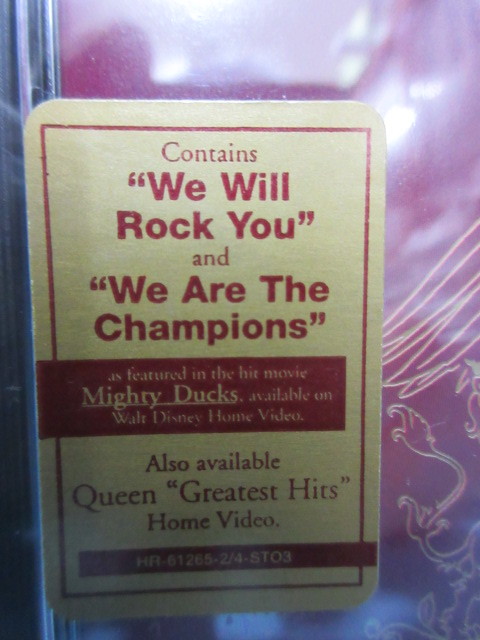 Contains
“We Will
Rock You”
and
“We Are The
Champions”
as featured in the hit movie
Mighty Ducks, available on
Walt Disney Home Video.
Also available
Queen “Greatest Hits”
Home Video.
HR-61265-2/4-STO3